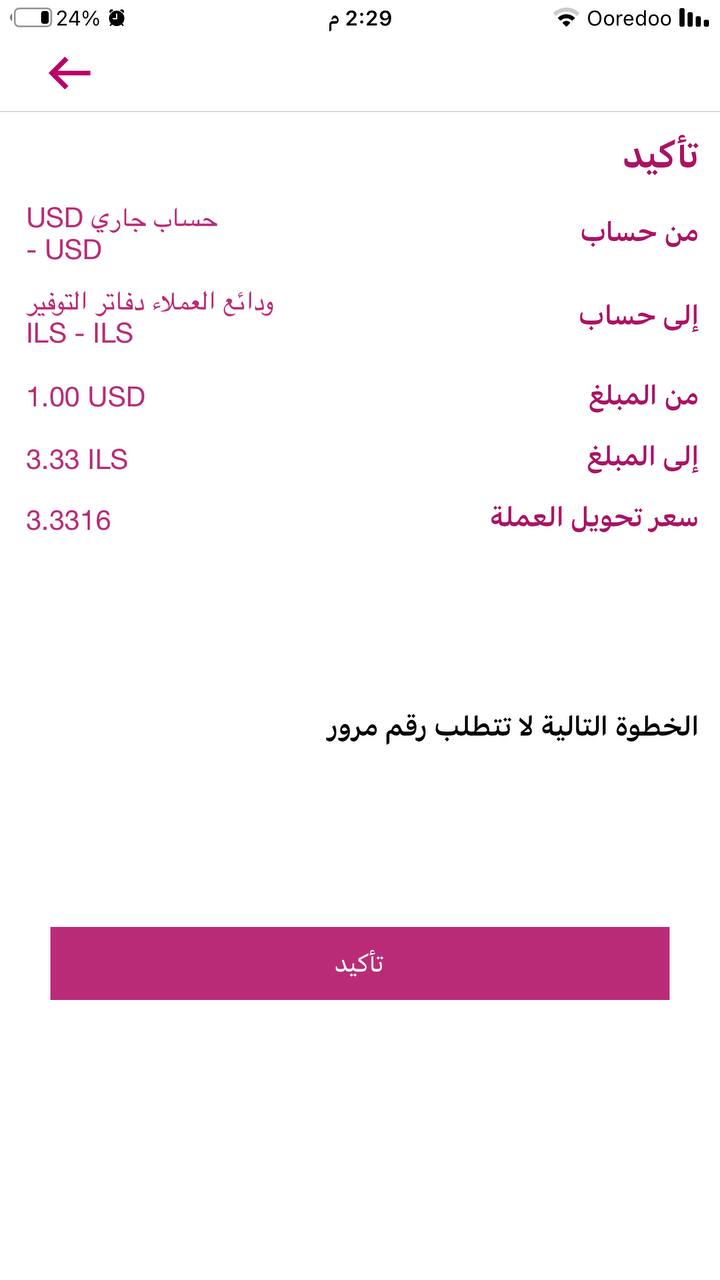 24%
2:29 م
Ooredoo
تأكيد
من حساب
حساب جاري USD
- USD
إلى حساب
ودائع العملاء دفاتر التوفير
ILS - ILS
من المبلغ
1.00 USD
إلى المبلغ
3.33 ILS
سعر تحويل العملة
3.3316
الخطوة التالية لا تتطلب رقم مرور
تأكيد